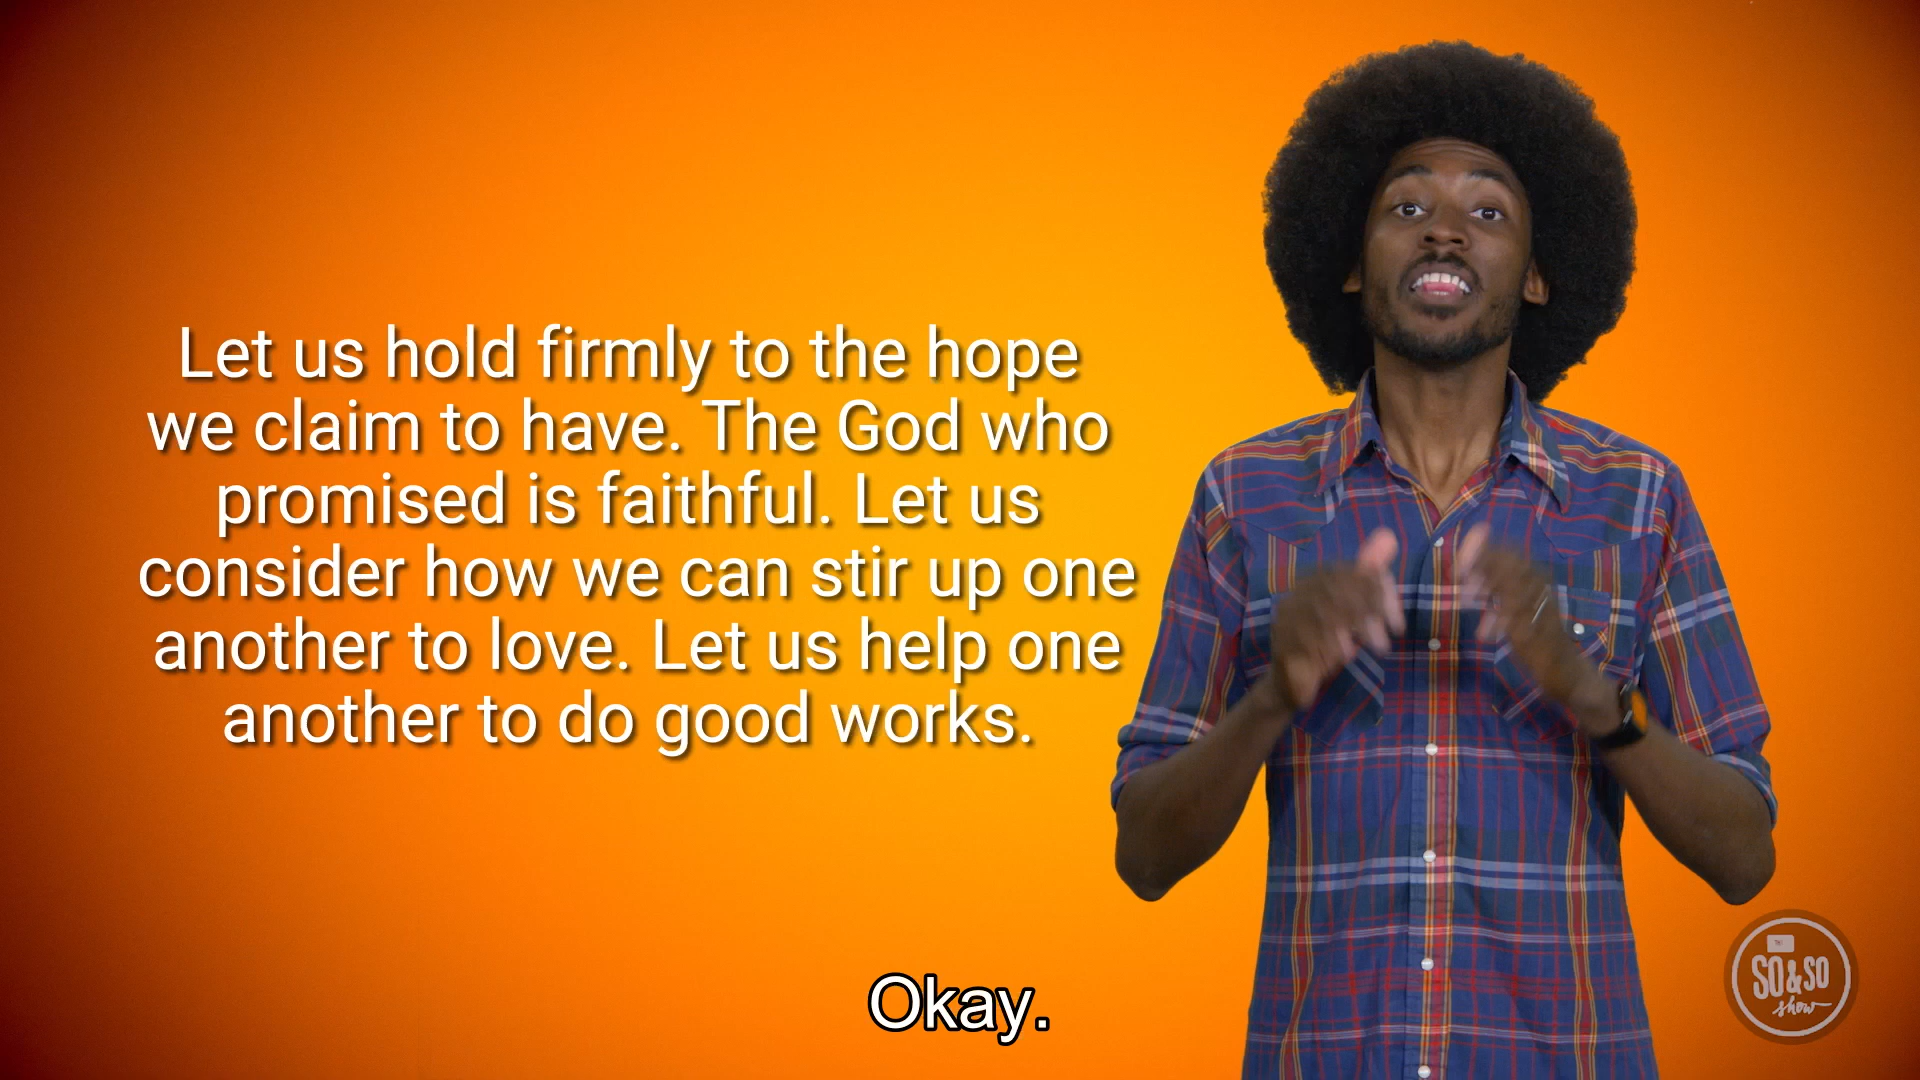 Let us hold firmly to the hope
we claim to have. The God who
promised is faithful. Let us
consider how we can stir up one
another to love. Let us help one
another to do good works.
Okay.
SO & SO
show